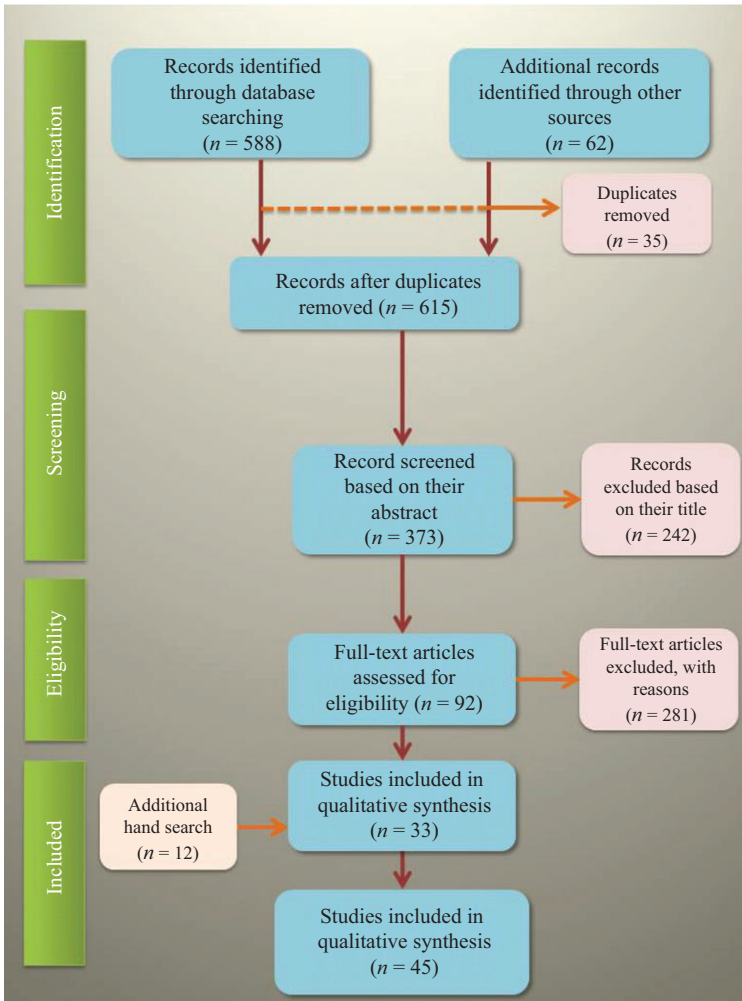 Identification
Records identified
through database
searching
(n = 588)
Additional records
identified through other
sources
(n = 62)
Duplicates
removed
(n = 35)
Records after duplicates
removed (n = 615)
Screening
Record screened
based on their
abstract
(n = 373)
Records
excluded based
on their title
(n = 242)
Eligibility
Full-text articles
assessed for
eligibility (n = 92)
Full-text articles
excluded, with
reasons
(n = 281)
Included
Additional
hand search
(n = 12)
Studies included in
qualitative synthesis
(n = 33)
Studies included in
qualitative synthesis
(n = 45)